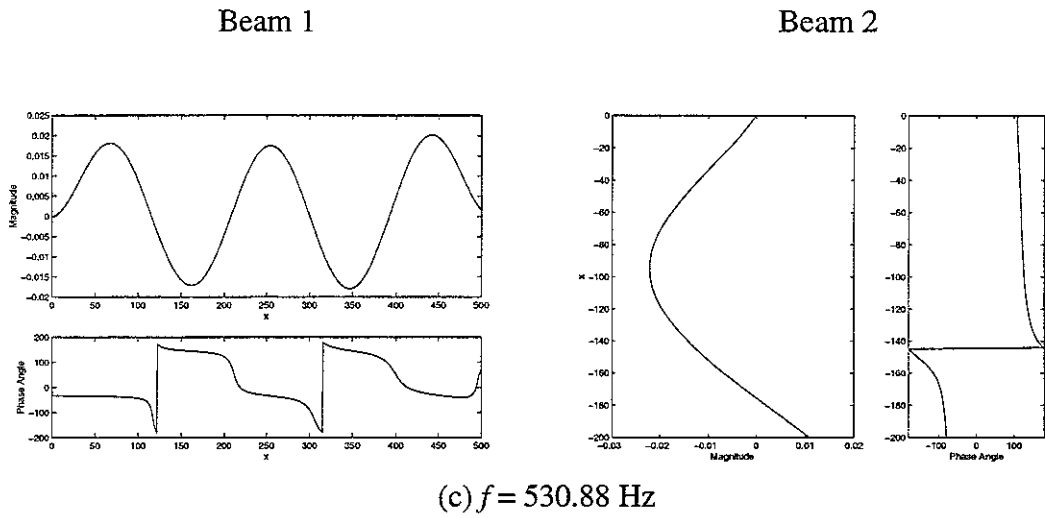 Beam 1
Beam 2
0.025
0.02
0.015
0.01
0.005
0
−0.005
−0.01
−0.015
−0.02
Magnitude
0 50 100 150 200 250 300 350 400 450 500
x
200
100
0
−100
−200
Phase Angle
0 50 100 150 200 250 300 350 400 450 500
x
0
−20
−40
−60
−80
−100
−120
−140
−160
−180
−200
x
−0.03 −0.02 −0.01 0 0.01 0.02
Magnitude
0
−20
−40
−60
−80
−100
−120
−140
−160
−180
−200
−100 0 100
Phase Angle
(c) f = 530.88 Hz